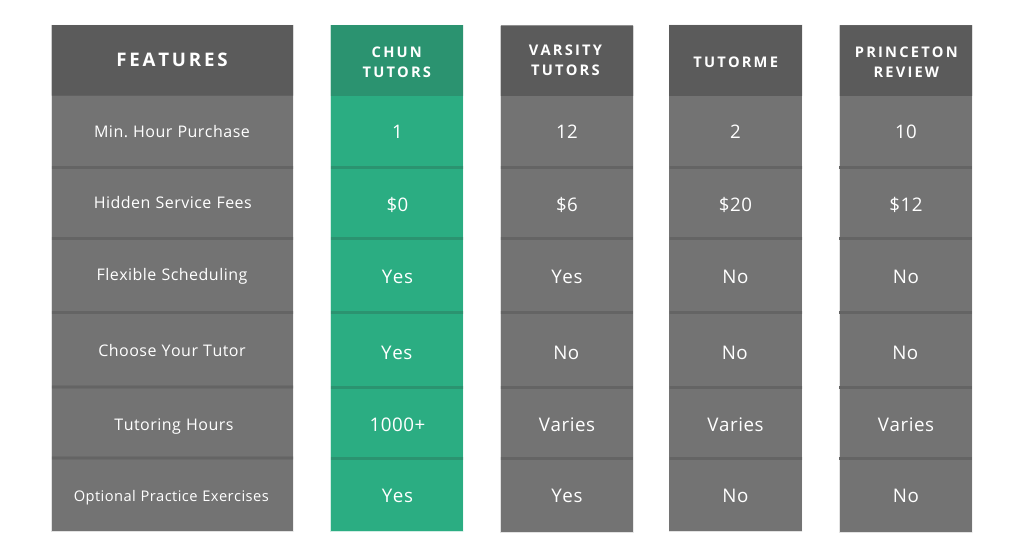 FEATURES CHUN TUTORS VARSITY TUTORS TUTORME PRINCETON REVIEW
Min. Hour Purchase 1 12 2 10
Hidden Service Fees $0 $6 $20 $12
Flexible Scheduling Yes Yes No No
Choose Your Tutor Yes No No No
Tutoring Hours 1000+ Varies Varies Varies
Optional Practice Exercises Yes Yes No No